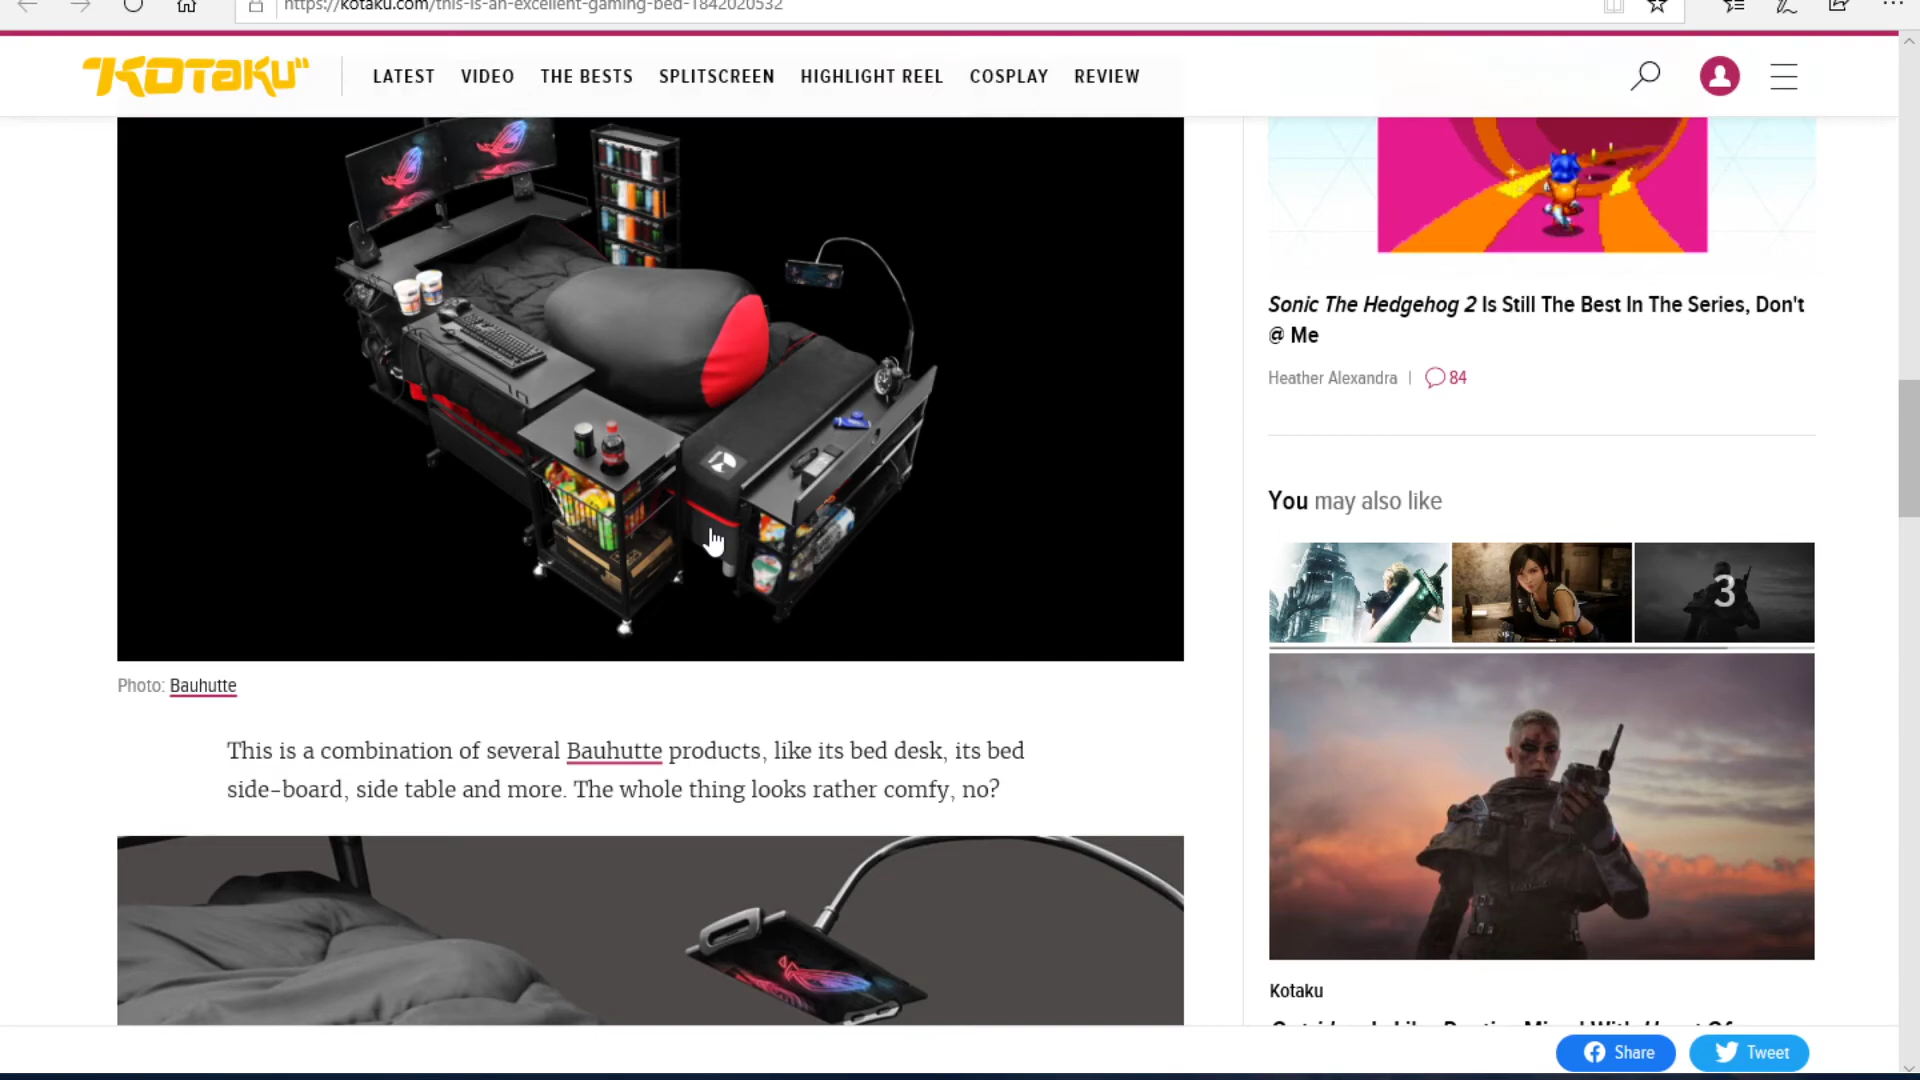 https://kotaku.com/this-is-an-excellent-gaming-bed-1842020532
KOTAKU
LATEST VIDEO THE BESTS SPLITSCREEN HIGHLIGHT REEL COSPLAY REVIEW
Photo: Bauhutte
This is a combination of several Bauhutte products, like its bed desk, its bed
side-board, side table and more. The whole thing looks rather comfy, no?
Sonic The Hedgehog 2 Is Still The Best In The Series, Don't
@ Me
Heather Alexandra | 84
You may also like
3
Kotaku
Share Tweet